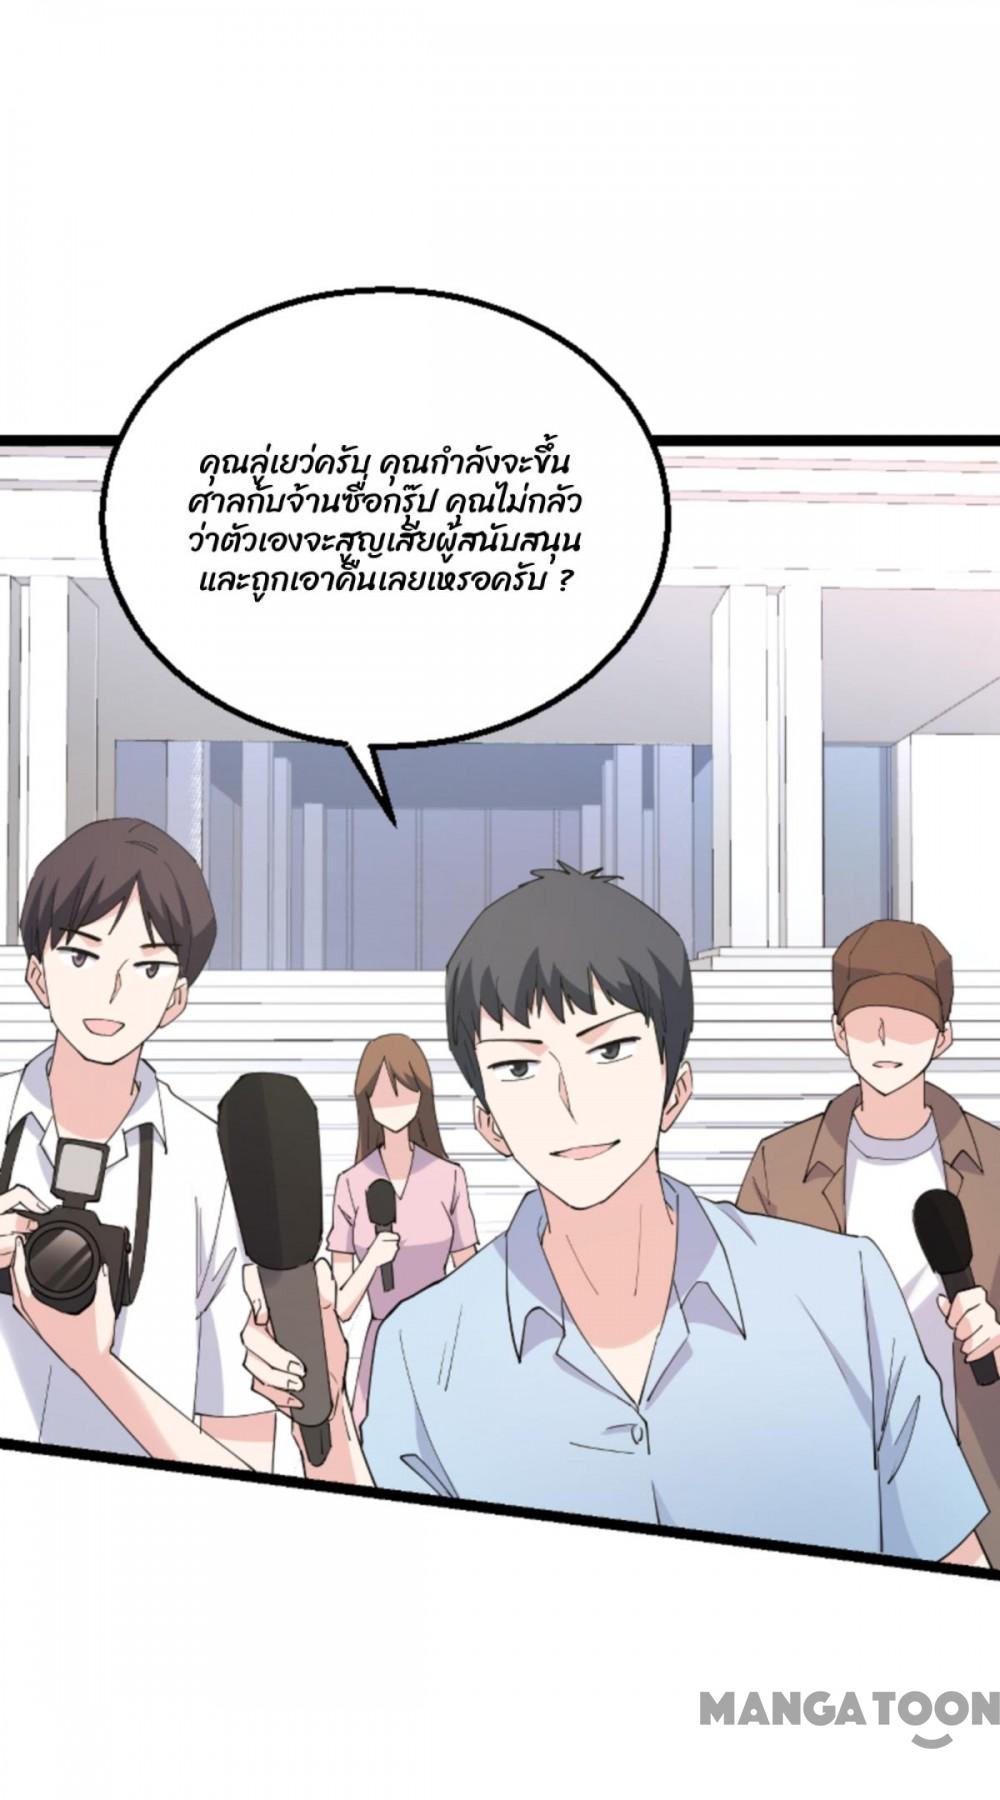 คุณลู่เยว่ครับ คุณกำลังจะขึ้น
ศาลกับจ้านซื่อกรุ๊ป คุณไม่กลัว
ว่าตัวเองจะสูญเสียผู้สนับสนุน
และถูกเอาคืนเลยเหรอครับ ?
MANGATOON